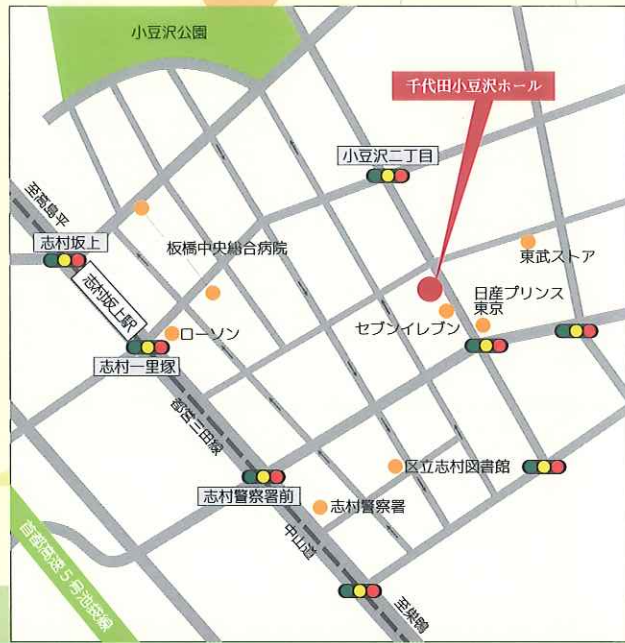 小豆沢公園
千代田小豆沢ホール
小豆沢二丁目
至高島平
志村坂上
板橋中央総合病院
東武ストア
志村坂上駅
日産プリンス
東京
セブンイレブン
ローソン
志村一里塚
都営三田線
区立志村図書館
志村警察署前
志村警察署
中山道
首都高速5号池袋線
至巣鴨